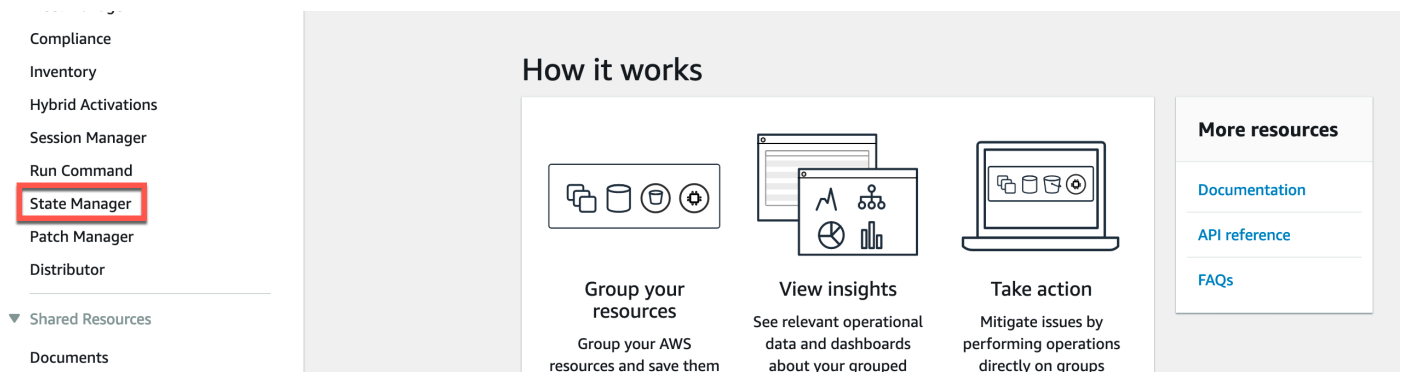 Compliance
Inventory
Hybrid Activations
Session Manager
Run Command
State Manager
Patch Manager
Distributor
Shared Resources
Documents
How it works
Group your
resources
Group your AWS
resources and save them
View insights
See relevant operational
data and dashboards
about your grouped
Take action
Mitigate issues by
performing operations
directly on groups
More resources
Documentation
API reference
FAQs